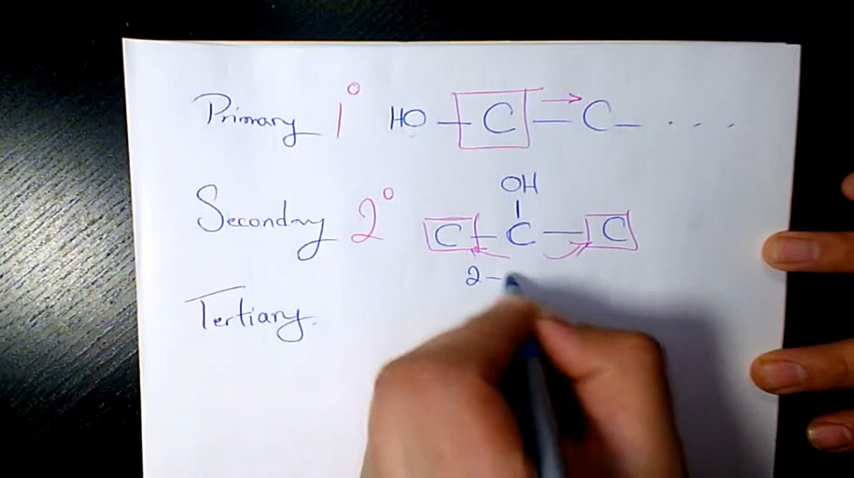 Primary 1° HO – C – C – . . .
OH
Secondary 2° C – C – C
2 –
Tertiary.